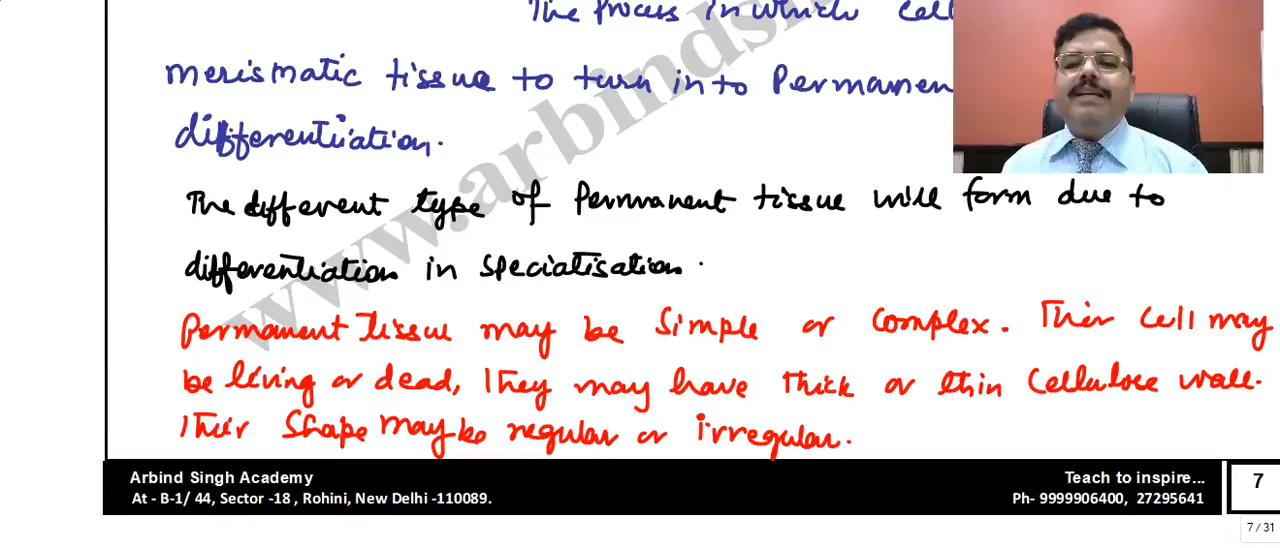 The process in which cell
merismatic tissue to turn into Permanen
differentiation.
The different type of Permanent tissue will form due to
differentiation in specialisation.
Permanent tissue may be simple or complex. Their cell may
be living or dead, They may have thick or thin cellulose wall.
Their shape may be regular or irregular.
www.arbinds
Arbind Singh Academy
At - B-1/ 44, Sector -18 , Rohini, New Delhi -110089.
Teach to inspire...
Ph- 9999906400, 27295641
7
7 / 31